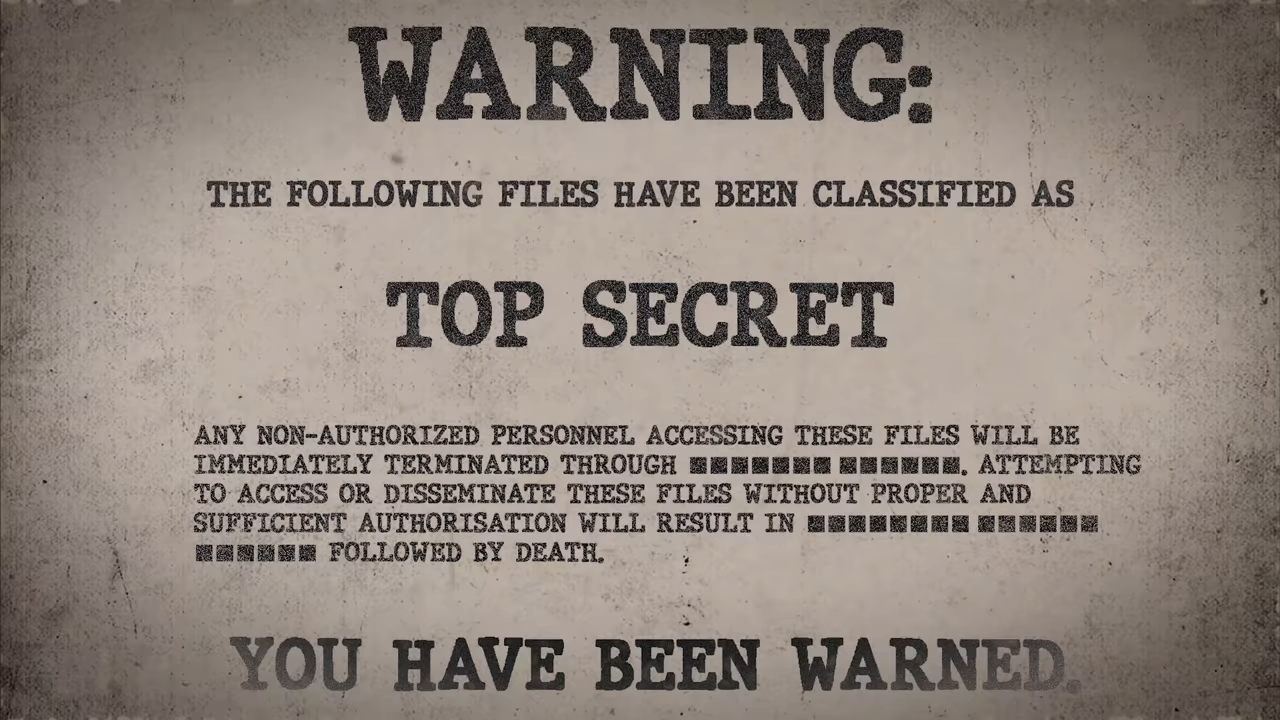 WARNING:
THE FOLLOWING FILES HAVE BEEN CLASSIFIED AS
TOP SECRET
ANY NON-AUTHORIZED PERSONNEL ACCESSING THESE FILES WILL BE
IMMEDIATELY TERMINATED THROUGH ■■■■■■■ ■■■■■■. ATTEMPTING
TO ACCESS OR DISSEMINATE THESE FILES WITHOUT PROPER AND
SUFFICIENT AUTHORISATION WILL RESULT IN ■■■■■■■■ ■■■■■■
■■■■■■ FOLLOWED BY DEATH.
YOU HAVE BEEN WARNED.